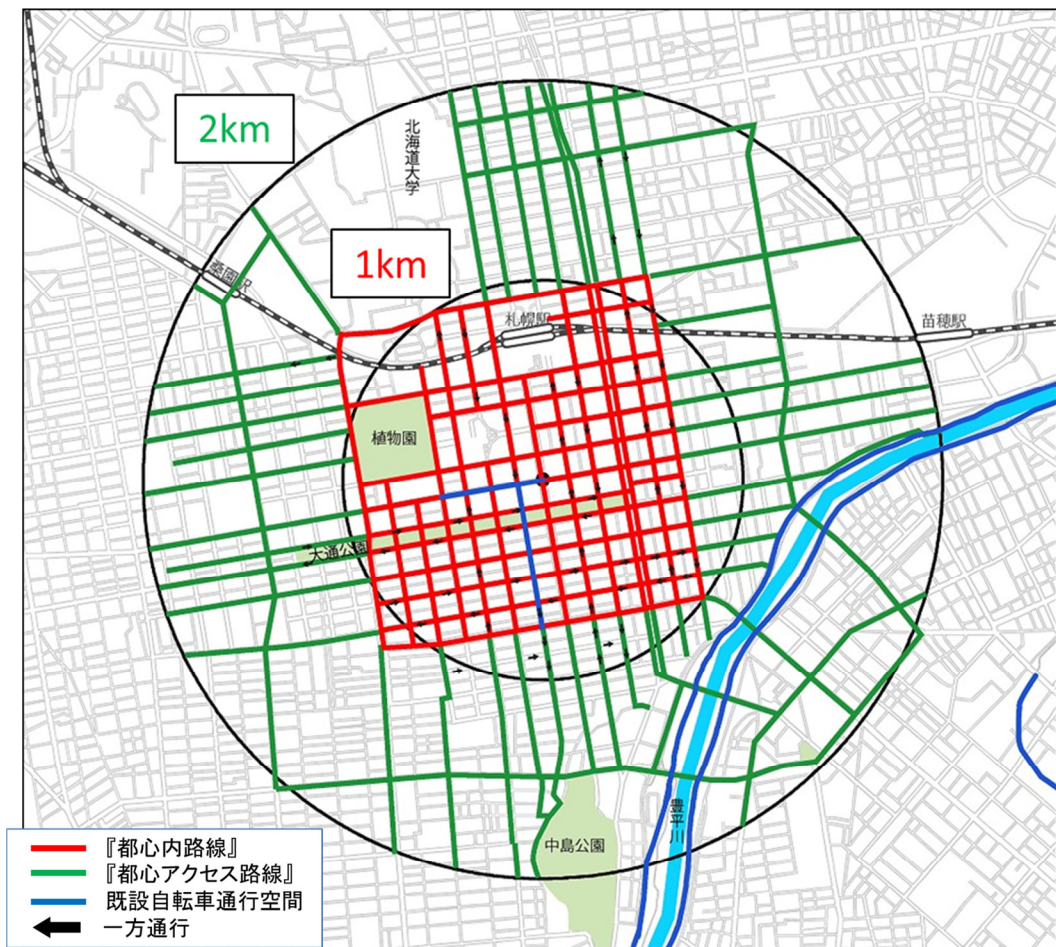 2km
北海道大学
1km
桑園駅
札幌駅
苗穂駅
植物園
大通公園
豊平川
中島公園
『都心内路線』
『都心アクセス路線』
既設自転車通行空間
一方通行